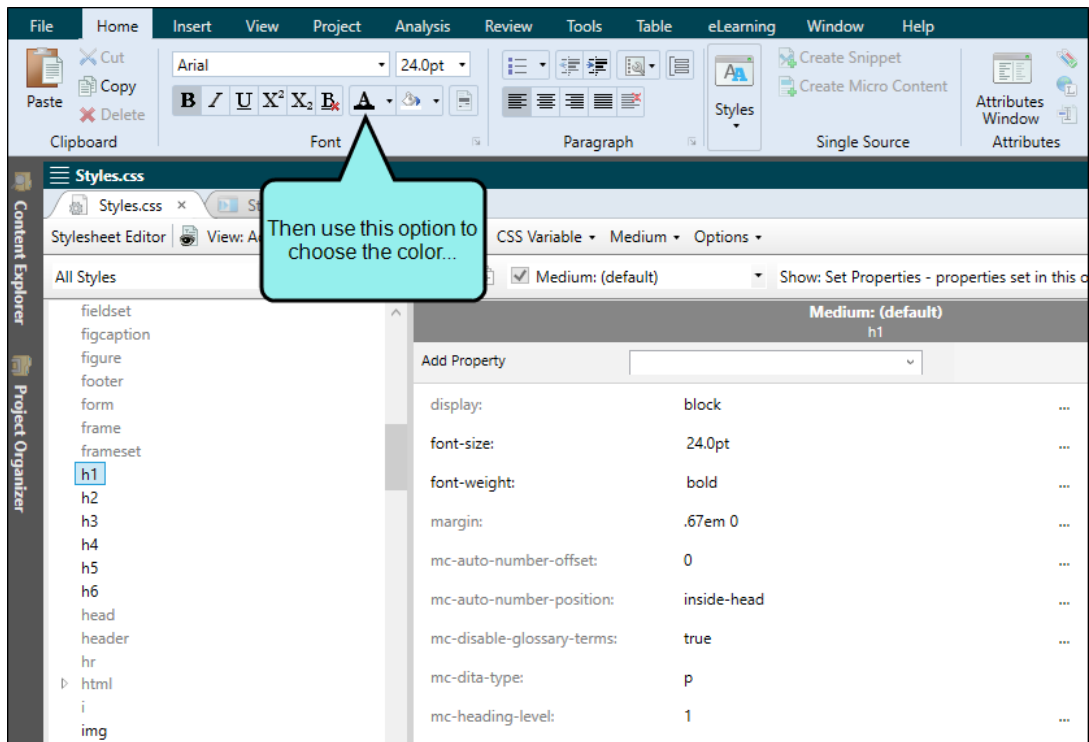 File Home Insert View Project Analysis Review Tools Table eLearning Window Help
Cut
Copy
Delete
Paste
Clipboard
Arial 24.0pt
B I U X² X₂ B A
Font
Paragraph
Styles
Create Snippet
Create Micro Content
Single Source
Attributes
Window
Attributes
Styles.css
Styles.css × St
Stylesheet Editor View: A CSS Variable Medium Options
Then use this option to
choose the color...
All Styles Medium: (default) Show: Set Properties - properties set in this o
Content Explorer
Project Organizer
fieldset
figcaption
figure
footer
form
frame
frameset
h1
h2
h3
h4
h5
h6
head
header
hr
html
i
img
Medium: (default)
h1
Add Property
display: block ...
font-size: 24.0pt ...
font-weight: bold ...
margin: .67em 0 ...
mc-auto-number-offset: 0 ...
mc-auto-number-position: inside-head ...
mc-disable-glossary-terms: true ...
mc-dita-type: p
mc-heading-level: 1 ...